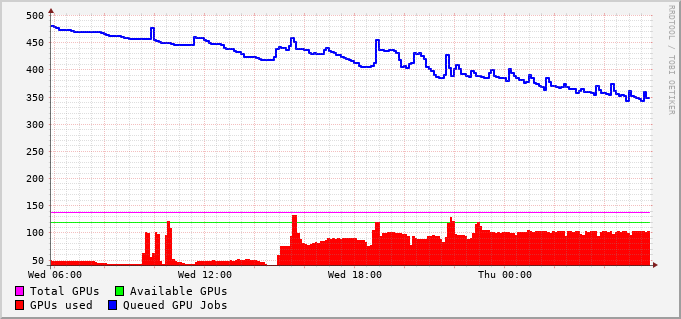 500
450
400
350
300
250
200
150
100
50
Wed 06:00 Wed 12:00 Wed 18:00 Thu 00:00
Total GPUs Available GPUs
GPUs used Queued GPU Jobs
RRDTOOL / TOBI OETIKER